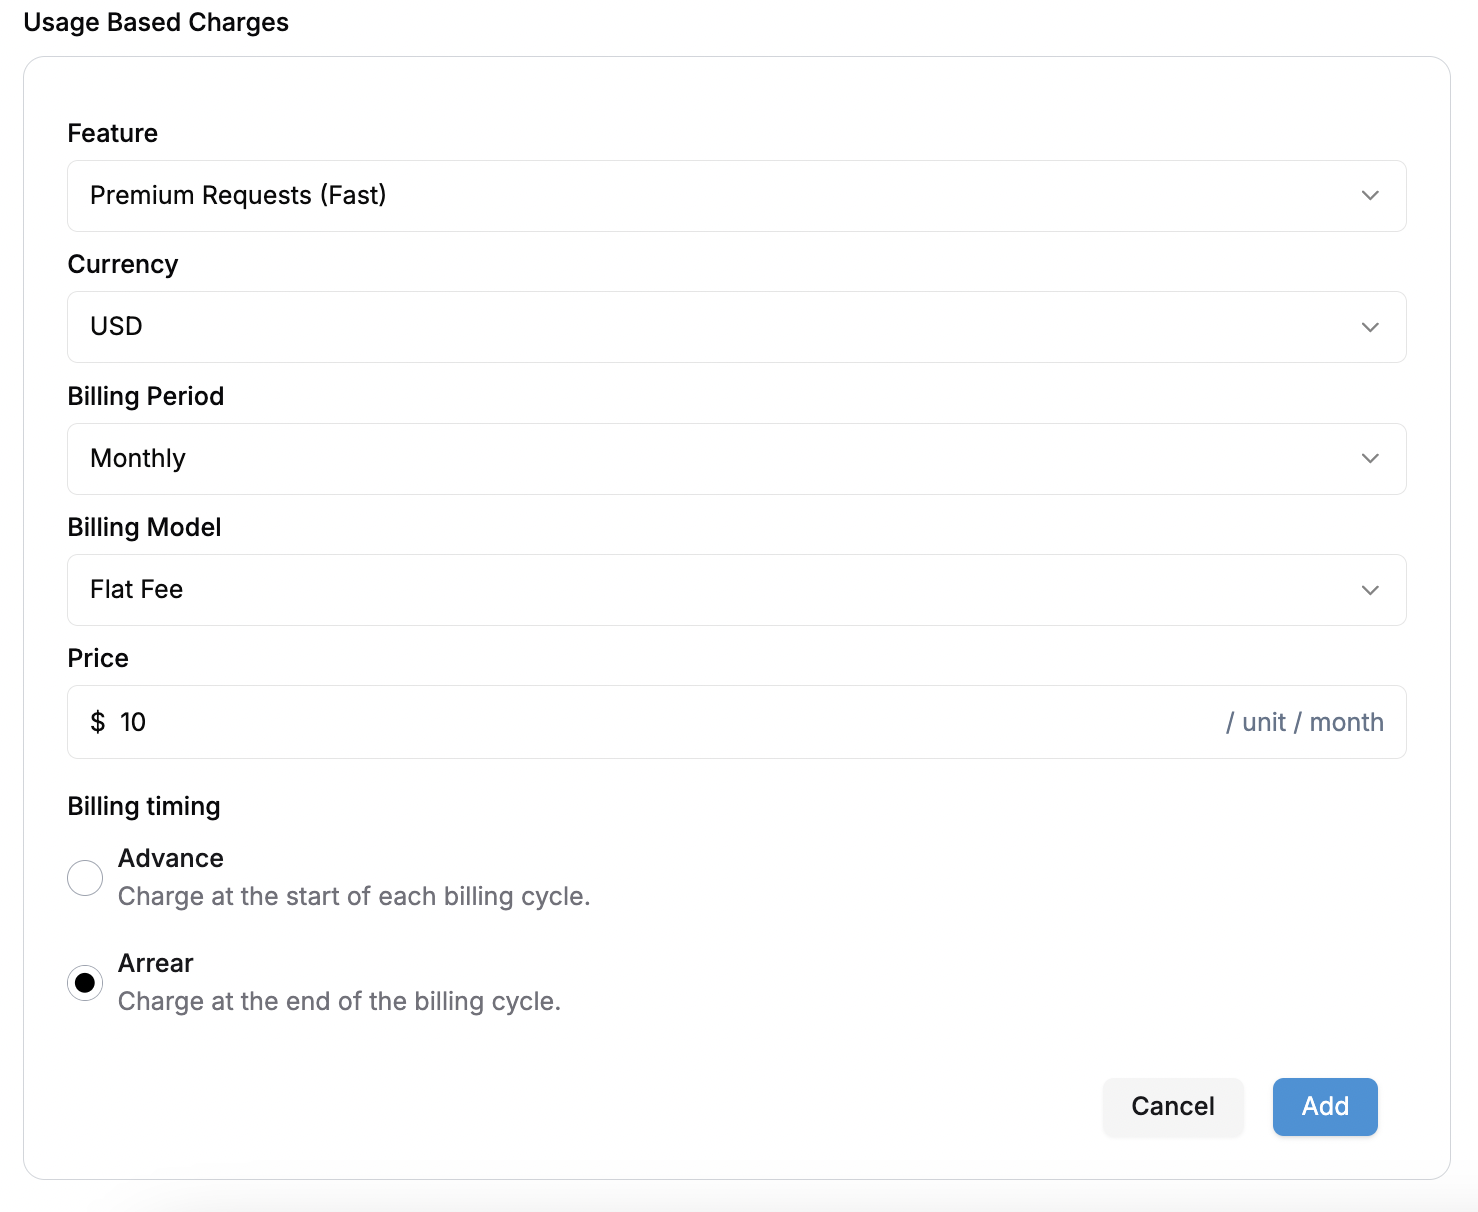 Usage Based Charges
Feature
Premium Requests (Fast)
Currency
USD
Billing Period
Monthly
Billing Model
Flat Fee
Price
$ 10 / unit / month
Billing timing
Advance
Charge at the start of each billing cycle.
Arrear
Charge at the end of the billing cycle.
Cancel Add